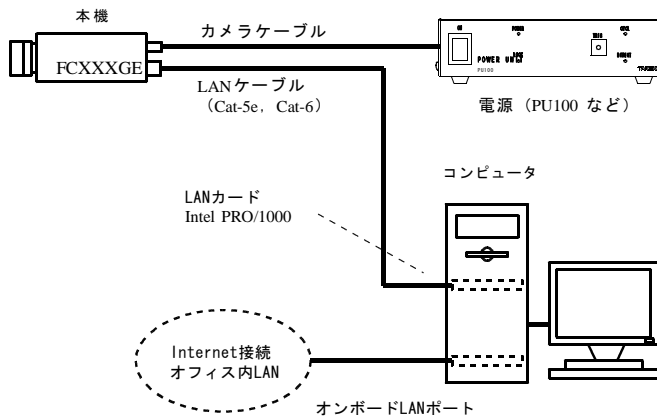 本機
カメラケーブル
FCXXXGE
LANケーブル
（Cat-5e, Cat-6）
POWER UNIT
PU100
電源（PU100 など）
コンピュータ
LANカード
Intel PRO/1000
Internet接続
オフィス内LAN
オンボードLANポート